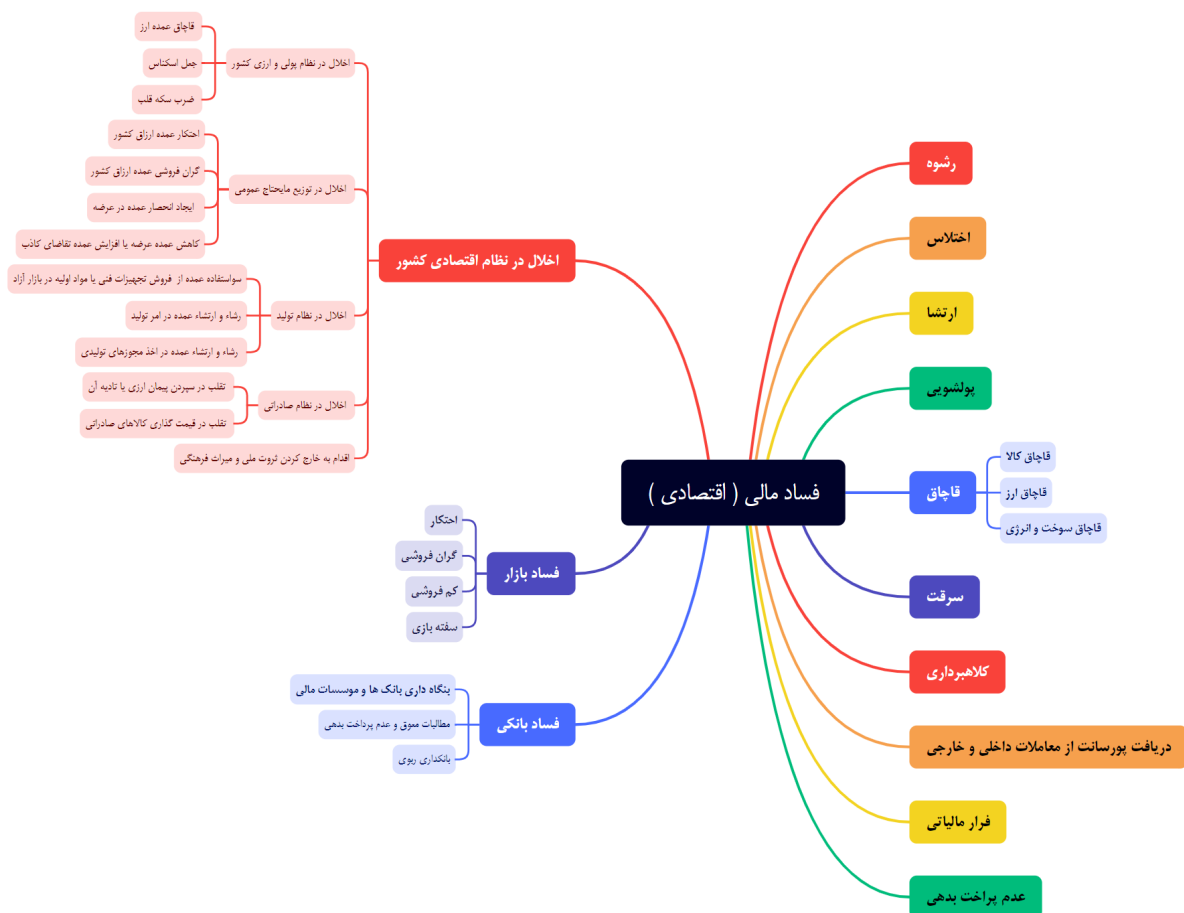 فساد مالی ( اقتصادی )
رشوه
اختلاس
ارتشا
پولشویی
قاچاق
قاچاق کالا
قاچاق ارز
قاچاق سوخت و انرژی
سرقت
کلاهبرداری
دریافت پورسانت از معاملات داخلی و خارجی
فرار مالیاتی
عدم پراخت بدهی
اخلال در نظام اقتصادی کشور
اخلال در نظام پولی و ارزی کشور
قاچاق عمده ارز
جعل اسکناس
ضرب سکه قلب
اخلال در توزیع مایحتاج عمومی
احتکار عمده ارزاق کشور
گران فروشی عمده ارزاق کشور
ایجاد انحصار عمده در عرضه
کاهش عمده عرضه یا افزایش عمده تقاضای کاذب
اخلال در نظام تولید
سواستفاده عمده از فروش تجهیزات فنی یا مواد اولیه در بازار آزاد
رشاء و ارتشاء عمده در امر تولید
رشاء و ارتشاء عمده در اخذ مجوزهای تولیدی
اخلال در نظام صادراتی
تقلب در سپردن پیمان ارزی یا تادیه آن
تقلب در قیمت گذاری کالاهای صادراتی
اقدام به خارج کردن ثروت ملی و میراث فرهنگی
فساد بازار
احتکار
گران فروشی
کم فروشی
سفته بازی
فساد بانکی
بنگاه داری بانک ها و موسسات مالی
مطالبات معوق و عدم پرداخت بدهی
بانکداری ربوی